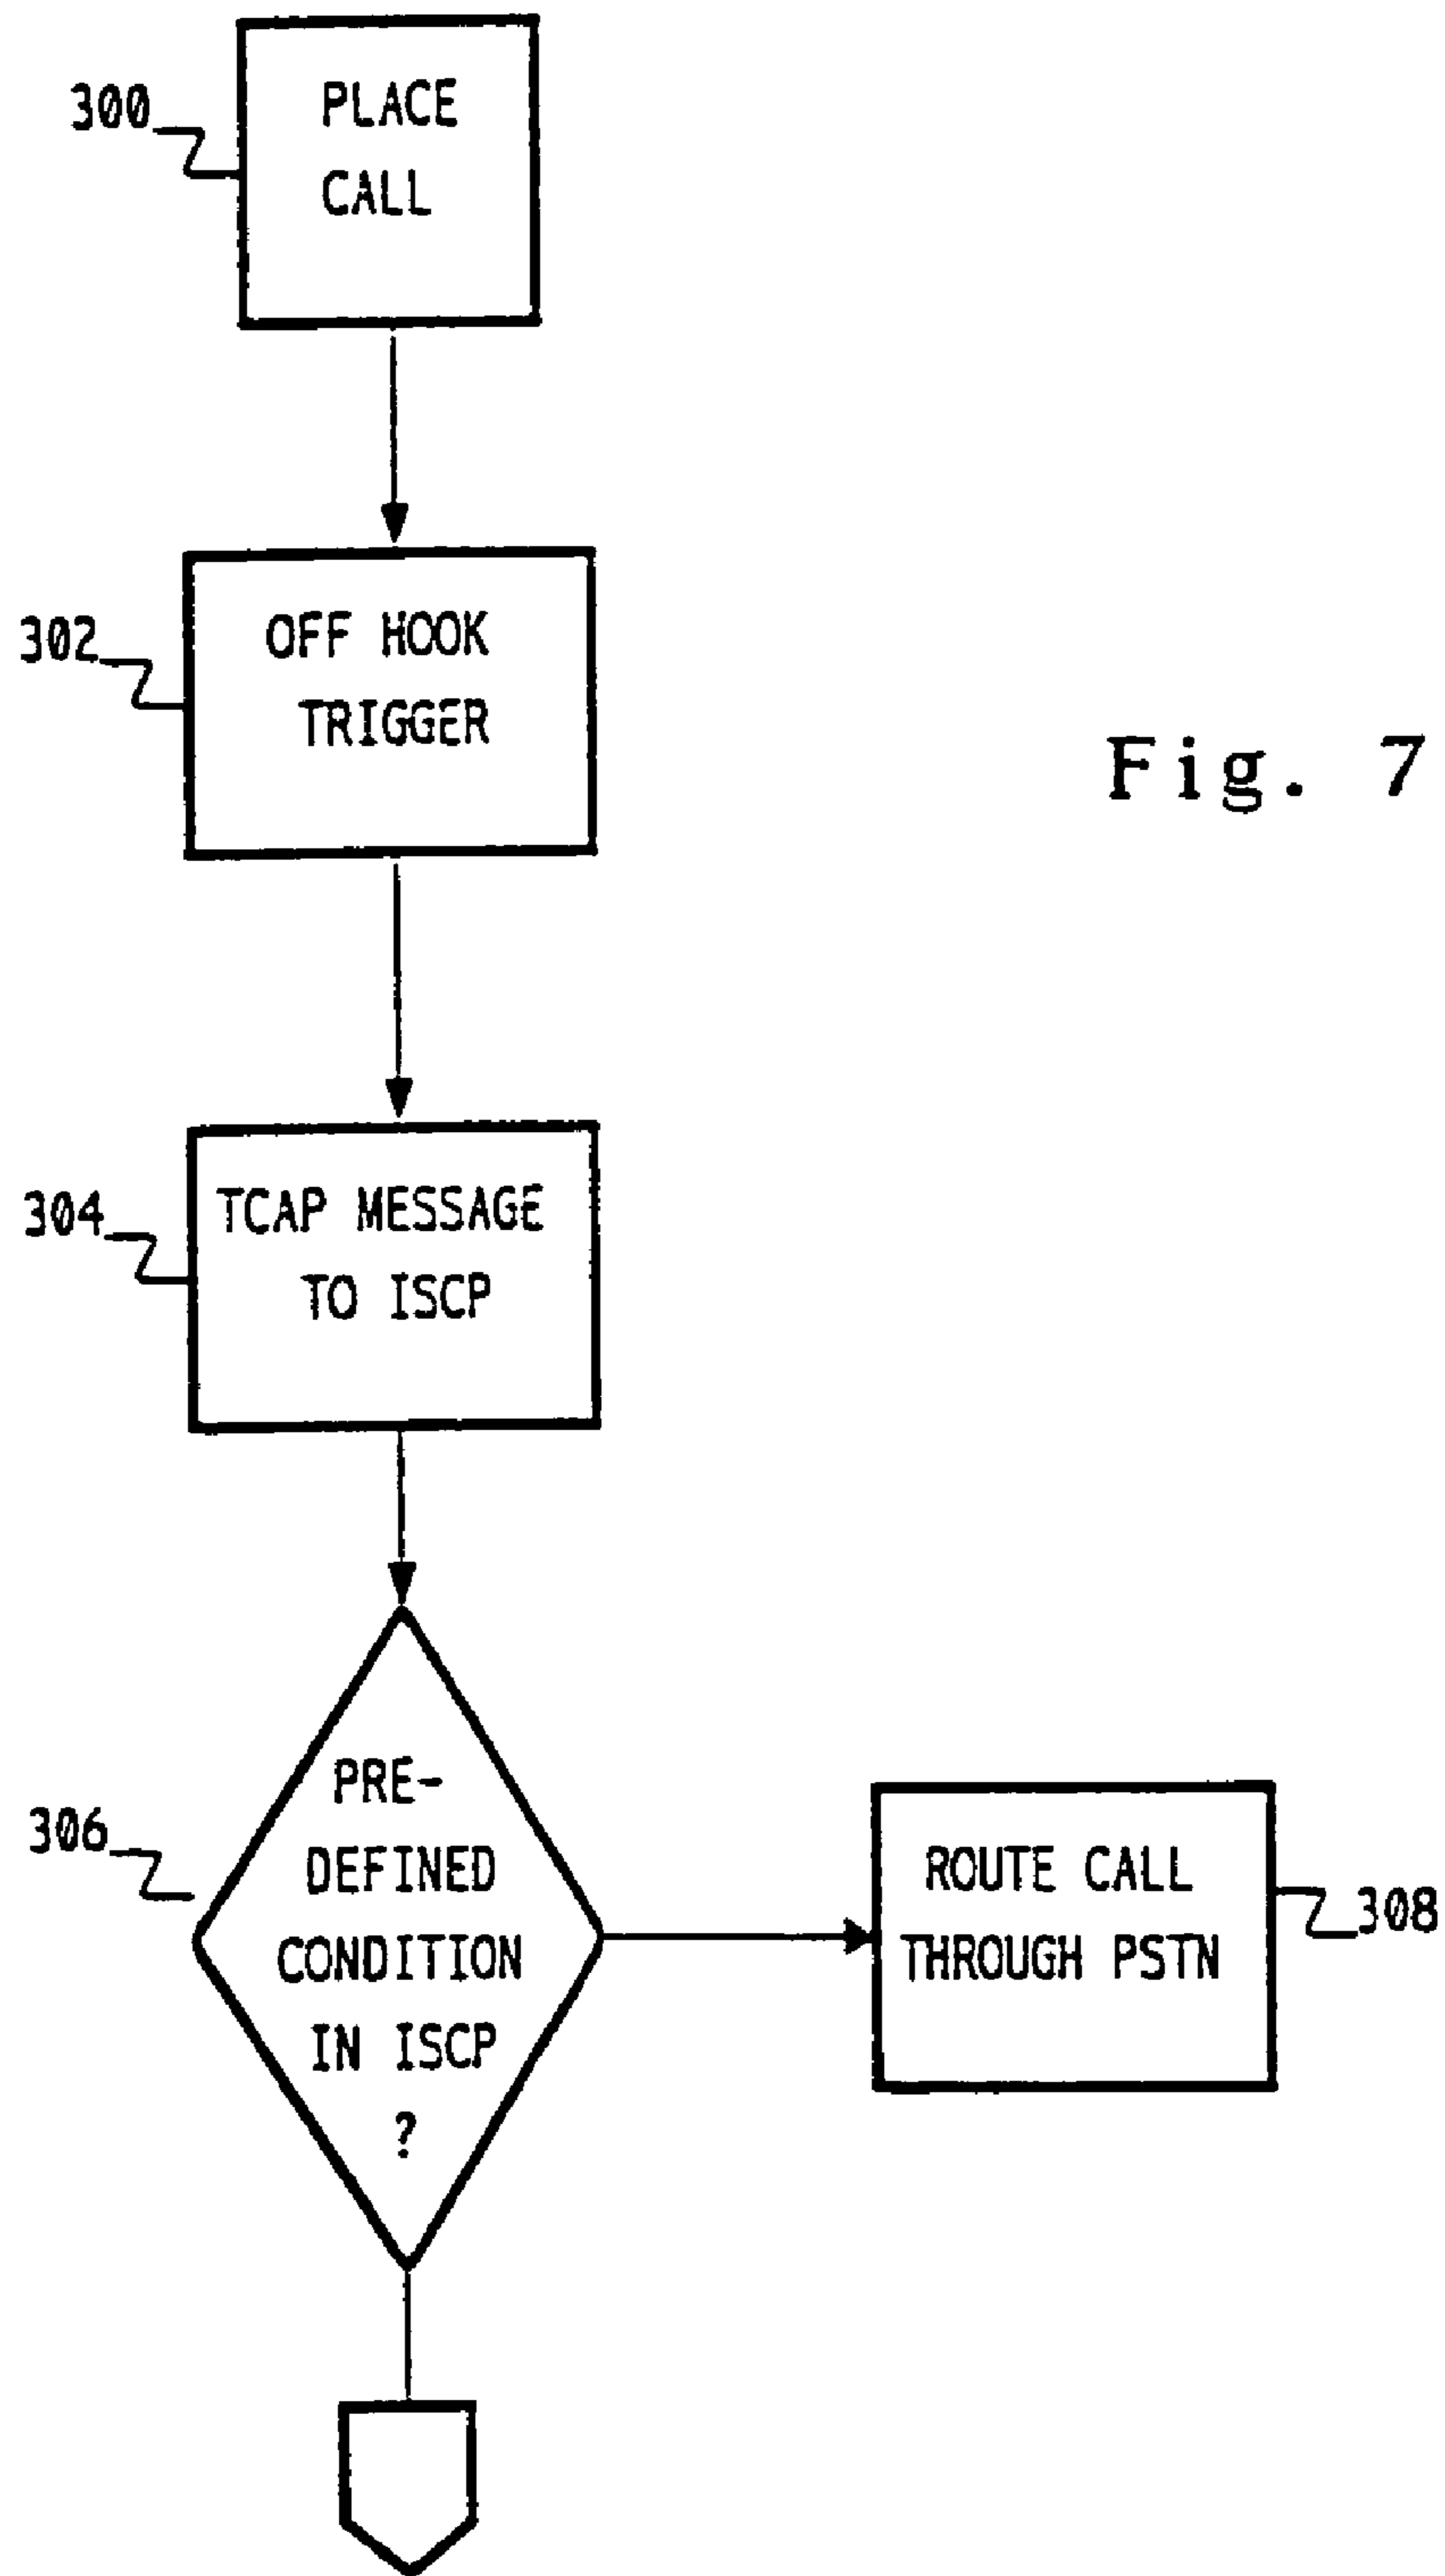 300
PLACE
CALL
302
OFF HOOK
TRIGGER
Fig. 7
304
TCAP MESSAGE
TO ISCP
306
PRE-
DEFINED
CONDITION
IN ISCP
?
ROUTE CALL
THROUGH PSTN
308